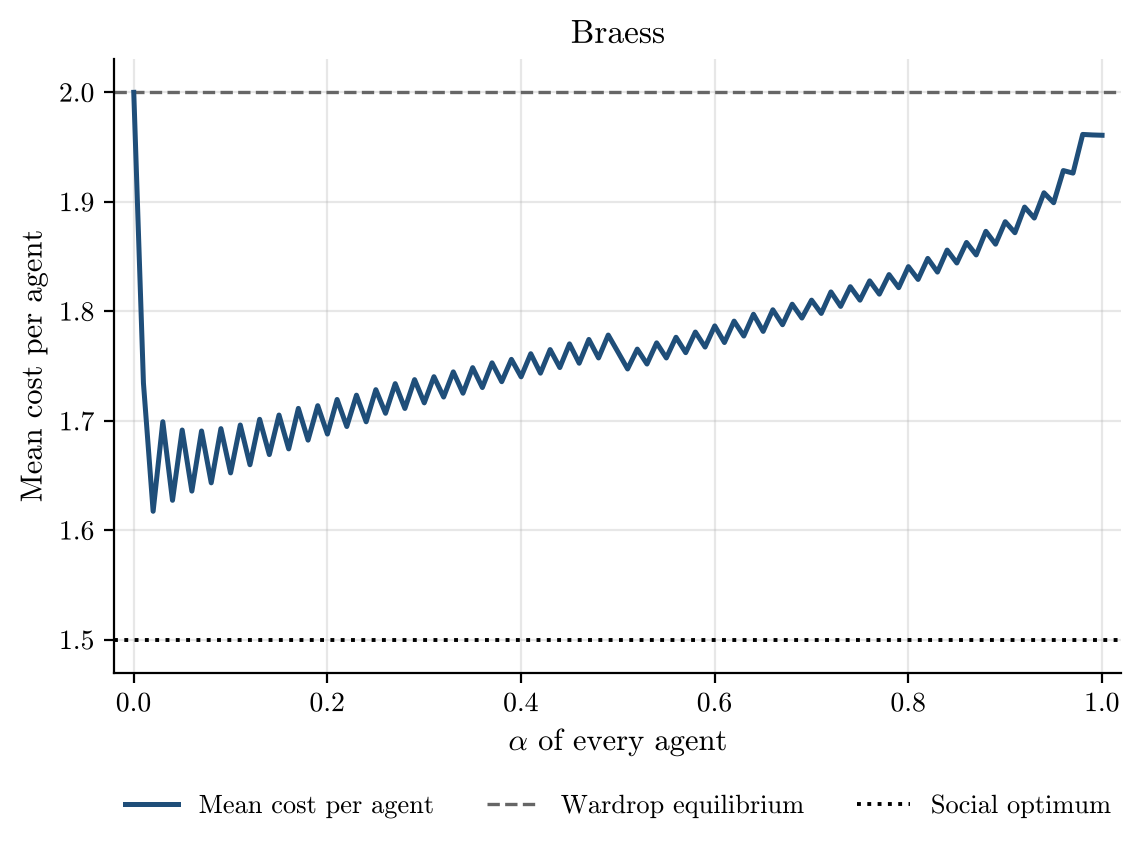 Braess
Mean cost per agent
2.0
1.9
1.8
1.7
1.6
1.5
0.0 0.2 0.4 0.6 0.8 1.0
α of every agent
Mean cost per agent Wardrop equilibrium Social optimum